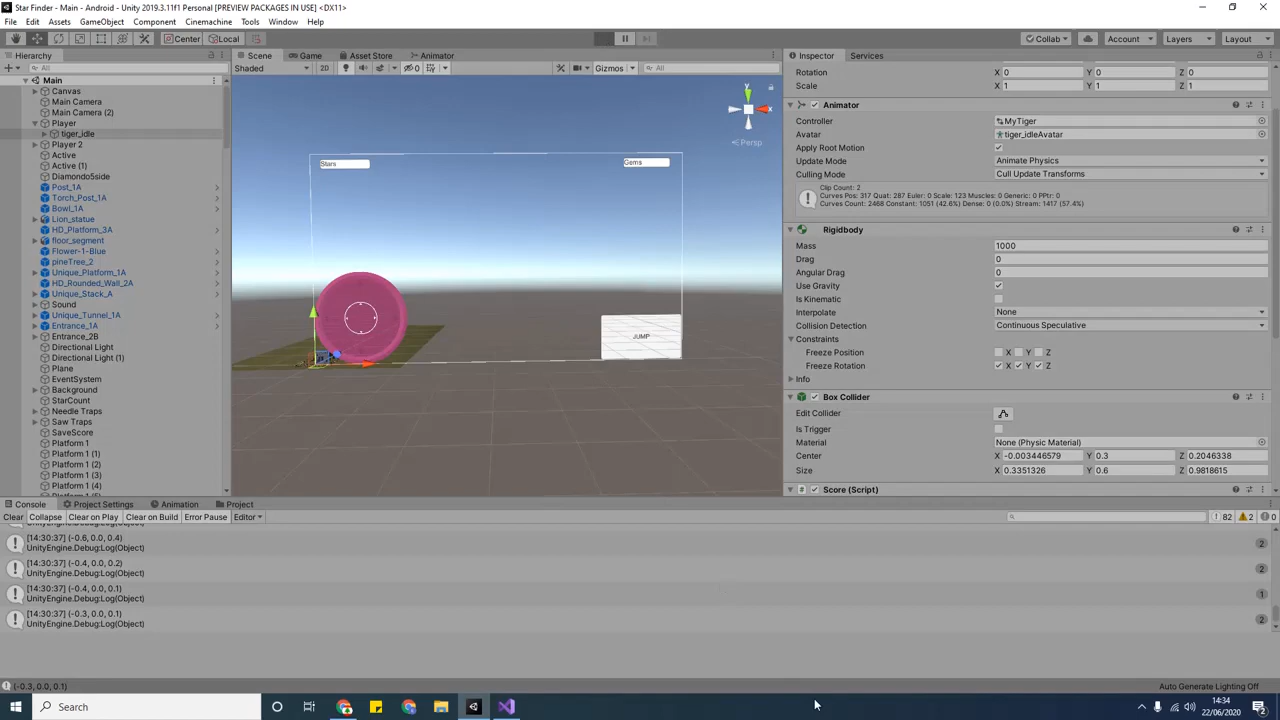 Star Finder - Main - Android - Unity 2019.3.11f1 Personal [PREVIEW PACKAGES IN USE] <DX11>
File Edit Assets GameObject Component Cinemachine Tools Window Help
Center Local Collab Account Layers Layout
Hierarchy
All
Main
Canvas
Main Camera
Main Camera (2)
Player
tiger_idle
Player 2
Active
Active (1)
Diamondo5side
Post_1A
Torch_Post_1A
Bowl_1A
Lion_statue
HD_Platform_3A
floor_segment
Flower-1-Blue
pineTree_2
Unique_Platform_1A
HD_Rounded_Wall_2A
Unique_Stack_A
Sound
Unique_Tunnel_1A
Entrance_1A
Entrance_2B
Directional Light
Directional Light (1)
Plane
EventSystem
Background
StarCount
Needle Traps
Saw Traps
SaveScore
Platform 1
Platform 1 (1)
Platform 1 (2)
Platform 1 (3)
Platform 1 (4)
Platform 1 (5)
Scene Game Asset Store Animator
Shaded 2D 0 Gizmos All
y
x
Persp
Stars
Gems
JUMP
Inspector Services
Rotation X 0 Y 0 Z 0
Scale X 1 Y 1 Z 1
Animator
Controller MyTiger
Avatar tiger_idleAvatar
Apply Root Motion
Update Mode Animate Physics
Culling Mode Cull Update Transforms
Clip Count: 2
Curves Pos: 317 Quat: 287 Euler: 0 Scale: 123 Muscles: 0 Generic: 0 PPtr: 0
Curves Count: 2468 Constant: 1051 (42.6%) Dense: 0 (0.0%) Stream: 1417 (57.4%)
Rigidbody
Mass 1000
Drag 0
Angular Drag 0
Use Gravity
Is Kinematic
Interpolate None
Collision Detection Continuous Speculative
Constraints
Freeze Position X Y Z
Freeze Rotation X Y Z
Info
Box Collider
Edit Collider
Is Trigger
Material None (Physic Material)
Center X -0.003446579 Y 0.3 Z 0.2046338
Size X 0.3351326 Y 0.6 Z 0.9818615
# Score (Script)
Console Project Settings Animation Project
Clear Collapse Clear on Play Clear on Build Error Pause Editor 82 2 0
UnityEngine.Debug:Log(Object)
[14:30:37] (-0.6, 0.0, 0.4)
UnityEngine.Debug:Log(Object) 2
[14:30:37] (-0.4, 0.0, 0.2)
UnityEngine.Debug:Log(Object) 2
[14:30:37] (-0.4, 0.0, 0.1)
UnityEngine.Debug:Log(Object) 1
[14:30:37] (-0.3, 0.0, 0.1)
UnityEngine.Debug:Log(Object) 2
(-0.3, 0.0, 0.1) Auto Generate Lighting Off
Search
14:34
22/06/2020
2